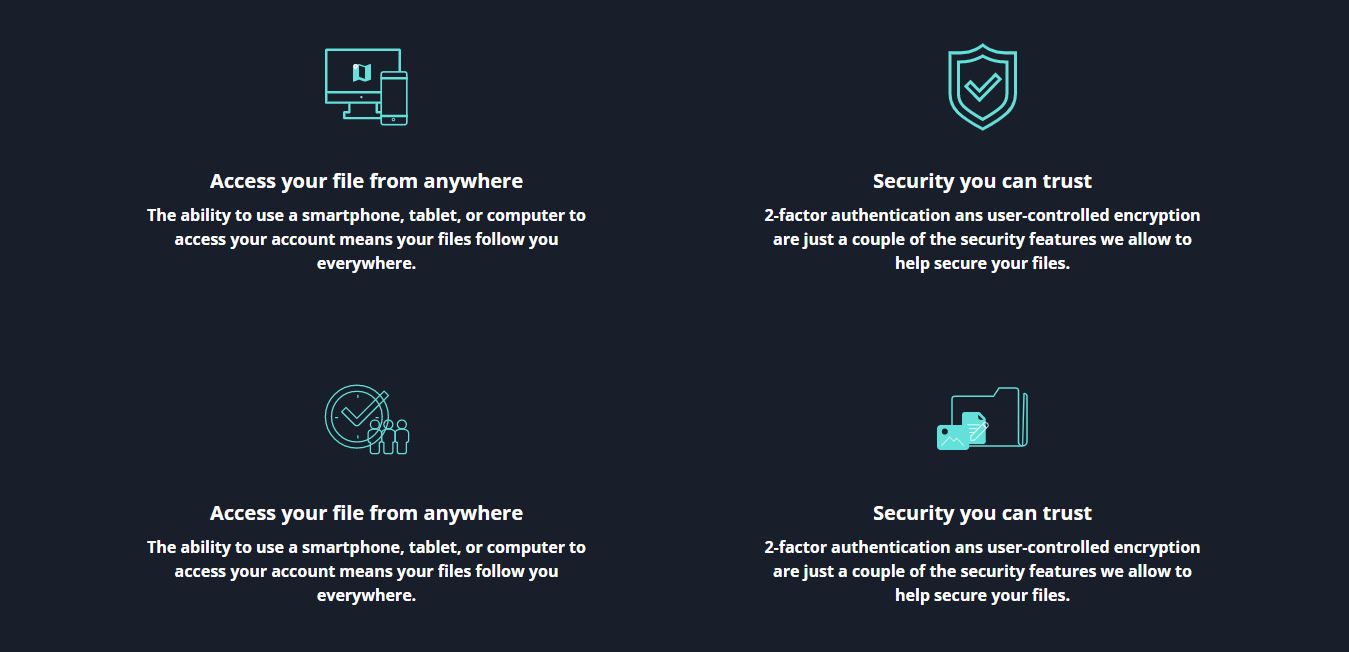 Access your file from anywhere
The ability to use a smartphone, tablet, or computer to
access your account means your files follow you
everywhere.
Security you can trust
2-factor authentication ans user-controlled encryption
are just a couple of the security features we allow to
help secure your files.
Access your file from anywhere
The ability to use a smartphone, tablet, or computer to
access your account means your files follow you
everywhere.
Security you can trust
2-factor authentication ans user-controlled encryption
are just a couple of the security features we allow to
help secure your files.